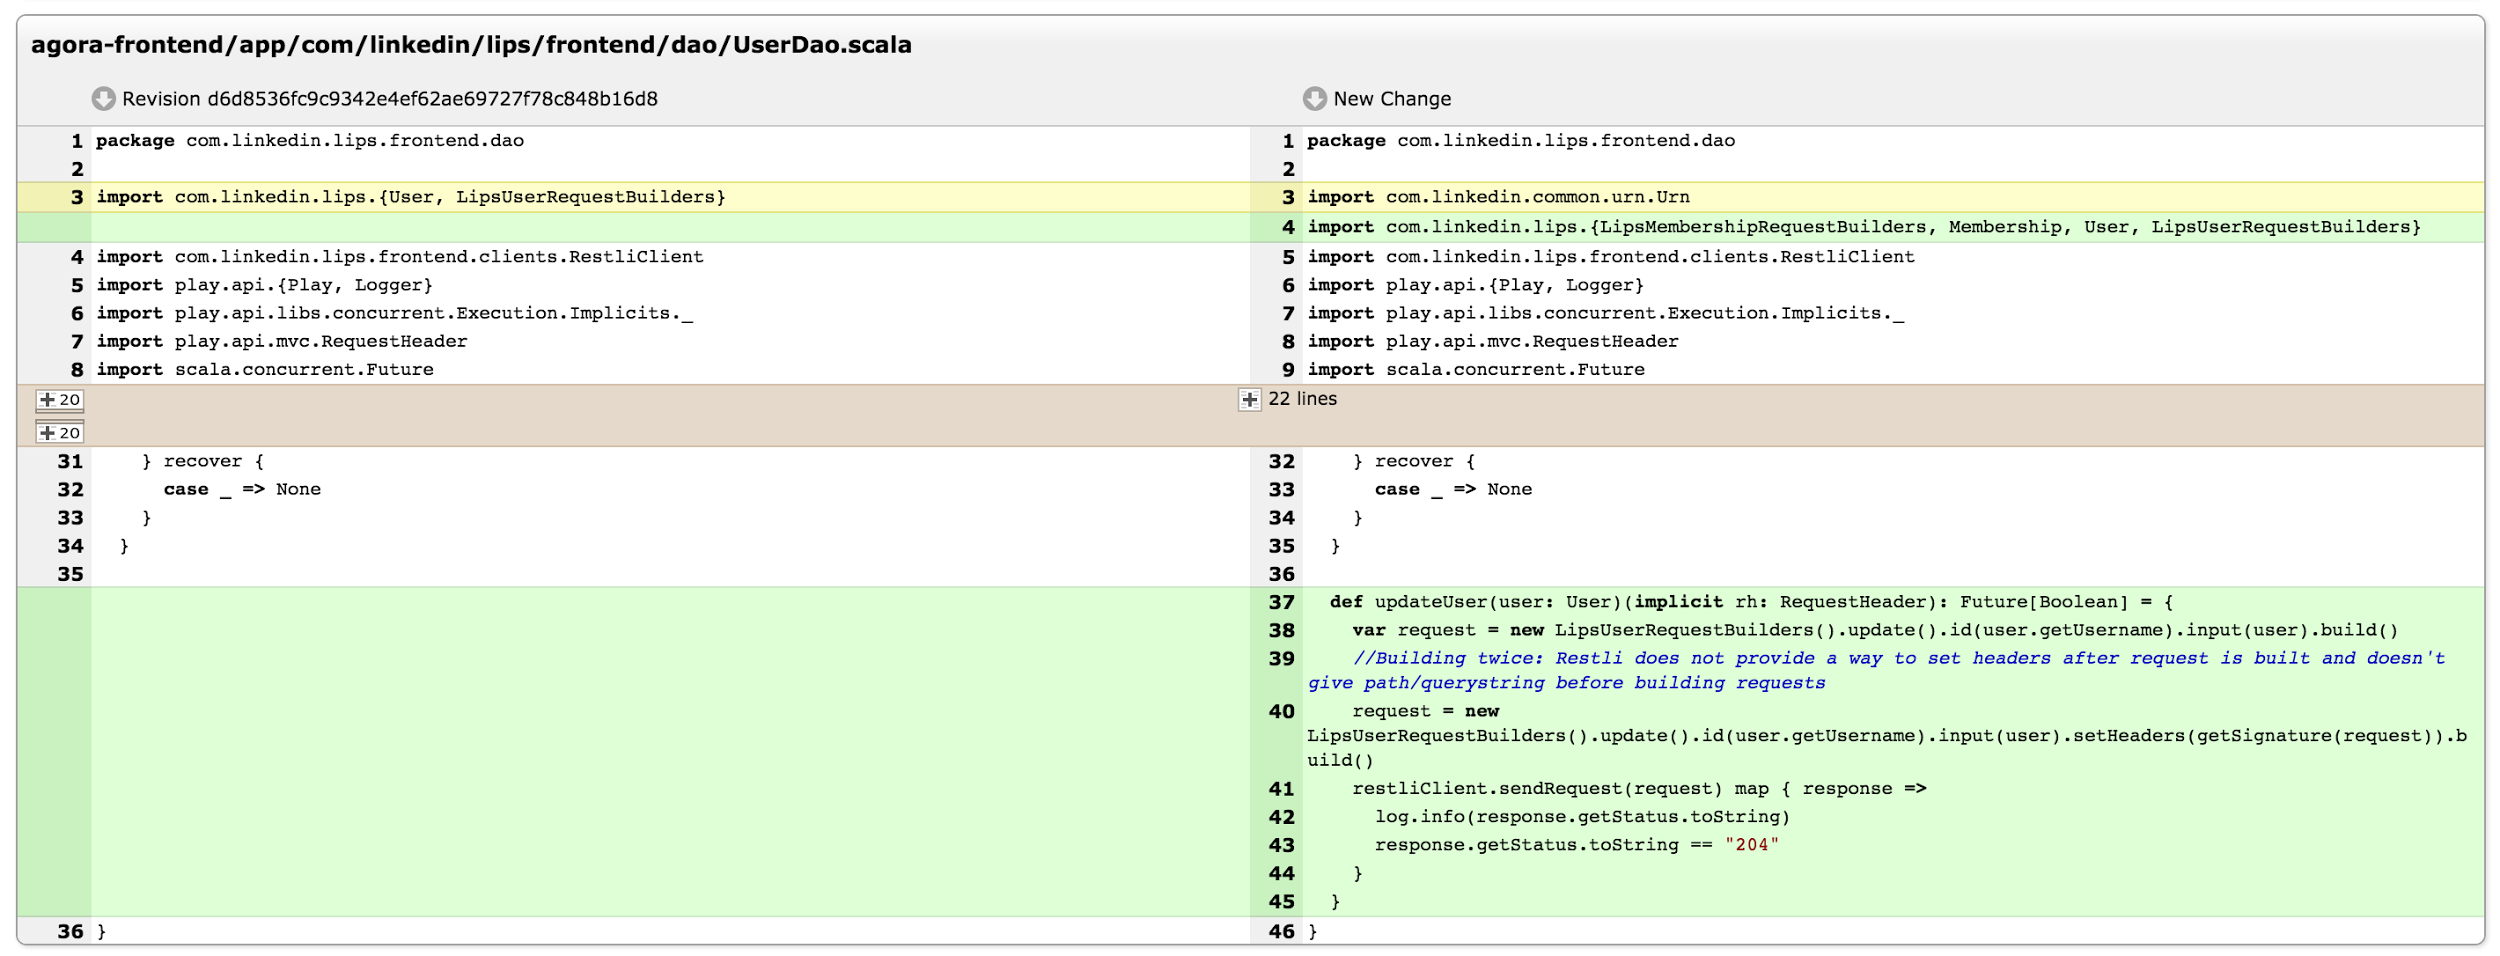 agora-frontend/app/com/linkedin/lips/frontend/dao/UserDao.scala
Revision d6d8536fc9c9342e4ef62ae69727f78c848b16d8
New Change
1 package com.linkedin.lips.frontend.dao
1 package com.linkedin.lips.frontend.dao
2
2
3 import com.linkedin.lips.{User, LipsUserRequestBuilders}
3 import com.linkedin.common.urn.Urn
4 import com.linkedin.lips.{LipsMembershipRequestBuilders, Membership, User, LipsUserRequestBuilders}
4 import com.linkedin.lips.frontend.clients.RestliClient
5 import com.linkedin.lips.frontend.clients.RestliClient
5 import play.api.{Play, Logger}
6 import play.api.{Play, Logger}
6 import play.api.libs.concurrent.Execution.Implicits._
7 import play.api.libs.concurrent.Execution.Implicits._
7 import play.api.mvc.RequestHeader
8 import play.api.mvc.RequestHeader
8 import scala.concurrent.Future
9 import scala.concurrent.Future
+ 20
+ 22 lines
+ 20
31     } recover {
32     } recover {
32       case _ => None
33       case _ => None
33     }
34     }
34   }
35   }
35
36
37   def updateUser(user: User)(implicit rh: RequestHeader): Future[Boolean] = {
38     var request = new LipsUserRequestBuilders().update().id(user.getUsername).input(user).build()
39     //Building twice: Restli does not provide a way to set headers after request is built and doesn't
give path/querystring before building requests
40     request = new
LipsUserRequestBuilders().update().id(user.getUsername).input(user).setHeaders(getSignature(request)).b
uild()
41     restliClient.sendRequest(request) map { response =>
42       log.info(response.getStatus.toString)
43       response.getStatus.toString == "204"
44     }
45   }
36 }
46 }